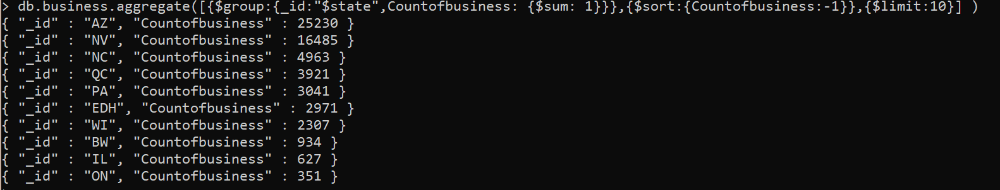 > db.business.aggregate([{$group:{_id:"$state",Countofbusiness: {$sum: 1}}},{$sort:{Countofbusiness:-1}},{$limit:10}] )
{ "_id" : "AZ", "Countofbusiness" : 25230 }
{ "_id" : "NV", "Countofbusiness" : 16485 }
{ "_id" : "NC", "Countofbusiness" : 4963 }
{ "_id" : "QC", "Countofbusiness" : 3921 }
{ "_id" : "PA", "Countofbusiness" : 3041 }
{ "_id" : "EDH", "Countofbusiness" : 2971 }
{ "_id" : "WI", "Countofbusiness" : 2307 }
{ "_id" : "BW", "Countofbusiness" : 934 }
{ "_id" : "IL", "Countofbusiness" : 627 }
{ "_id" : "ON", "Countofbusiness" : 351 }